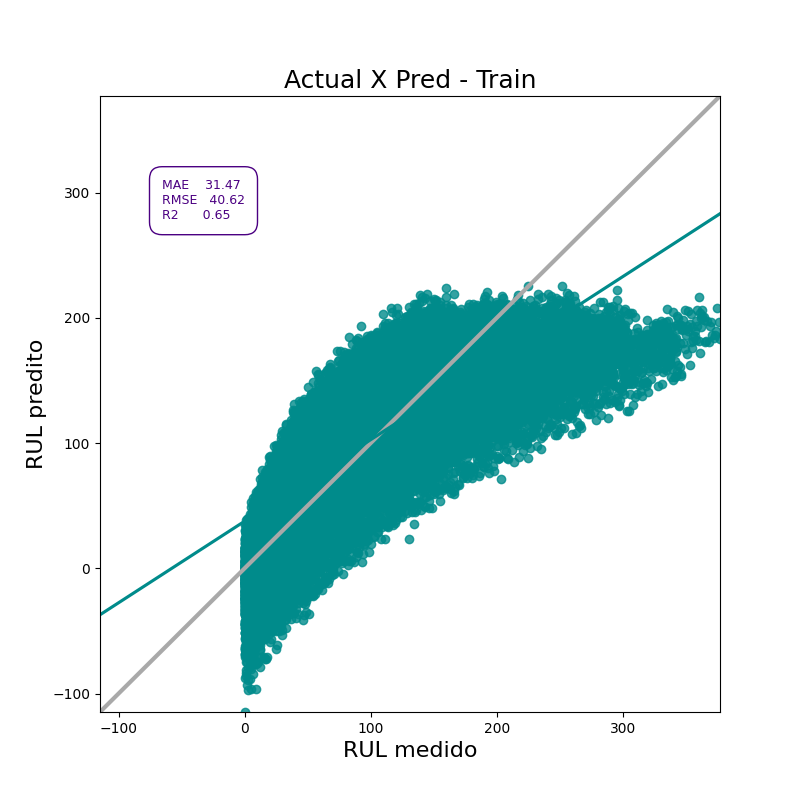 Actual X Pred - Train
MAE 31.47
RMSE 40.62
R2 0.65
300
200
100
0
−100
RUL predito
−100 0 100 200 300
RUL medido